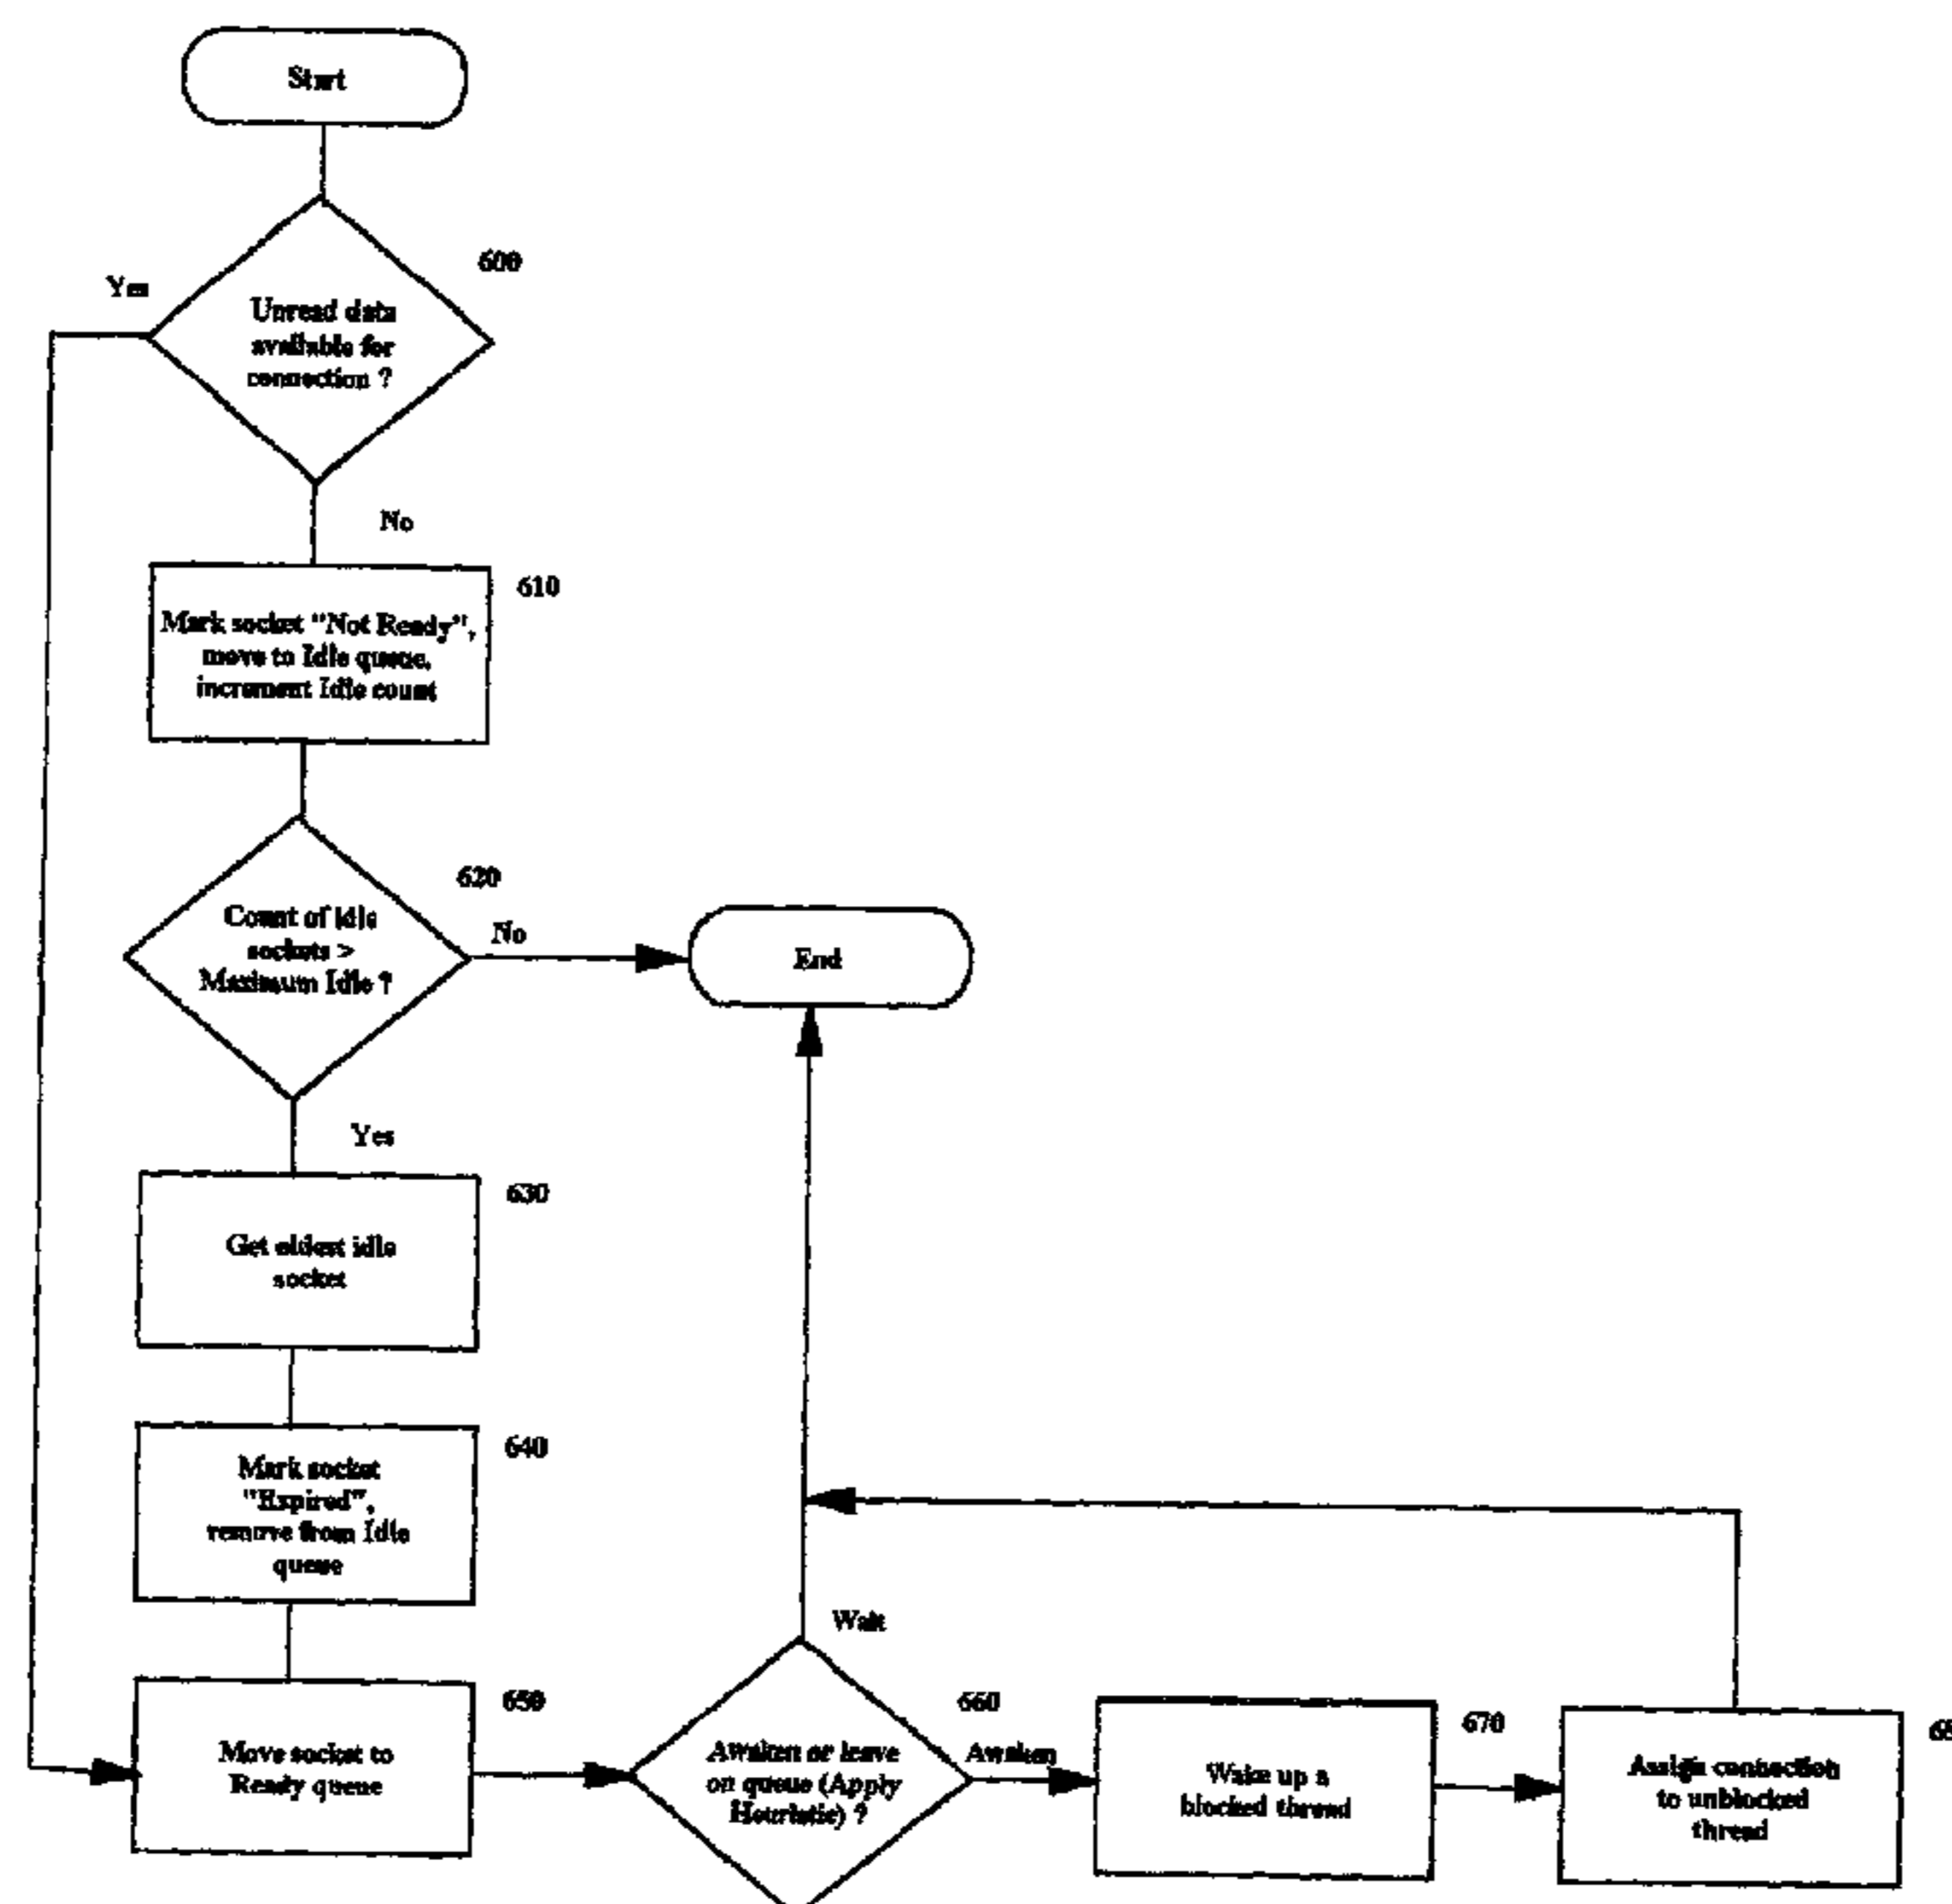 Start
600
Yes
Unread data
available for
connection ?
No
610
Mark socket "Not Ready",
move to Idle queue,
increment Idle count
620
Count of idle
sockets >
Maximum Idle ?
No
End
Yes
630
Get oldest idle
socket
640
Mark socket
"Expired",
remove from Idle
queue
Wait
650
Move socket to
Ready queue
660
Awaken or leave
on queue (Apply
Heuristic) ?
Awaken
670
Wake up a
blocked thread
Assign connection
to unblocked
thread